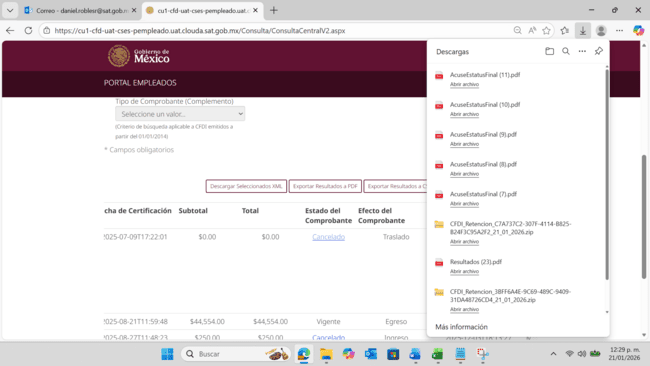 Correo - daniel.roblesr@sat.gob.m
cu1-cfd-uat-cses-pempleado.uat
https://cu1-cfd-uat-cses-pempleado.uat.clouda.sat.gob.mx/Consulta/ConsultaCentralV2.aspx
Gobierno de
México
PORTAL EMPLEADOS
Tipo de Comprobante (Complemento)
Seleccione un valor...
(Criterio de búsqueda aplicable a CFDI emitidos a
partir del 01/01/2014)
* Campos obligatorios
Descargar Seleccionados XML
Exportar Resultados a PDF
Exportar Resultados a C
cha de Certificación Subtotal Total Estado del Comprobante Efecto del Comprobante
2025-07-09T17:22:01 $0.00 $0.00 Cancelado Traslado
2025-08-21T11:59:48 $44,554.00 $44,554.00 Vigente Egreso
2025-08-27T11:48:23 $250.00 $250.00 Cancelado Ingreso
Descargas
AcuseEstatusFinal (11).pdf
Abrir archivo
AcuseEstatusFinal (10).pdf
Abrir archivo
AcuseEstatusFinal (9).pdf
Abrir archivo
AcuseEstatusFinal (8).pdf
Abrir archivo
AcuseEstatusFinal (7).pdf
Abrir archivo
CFDI_Retencion_C7A737C2-307F-4114-B825-
B24F3C95A2F2_21_01_2026.zip
Abrir archivo
Resultados (23).pdf
Abrir archivo
CFDI_Retencion_3BFF6A4E-9C69-489C-9409-
31DA48726CD4_21_01_2026.zip
Abrir archivo
Más información
Buscar
12:29 p. m.
21/01/2026